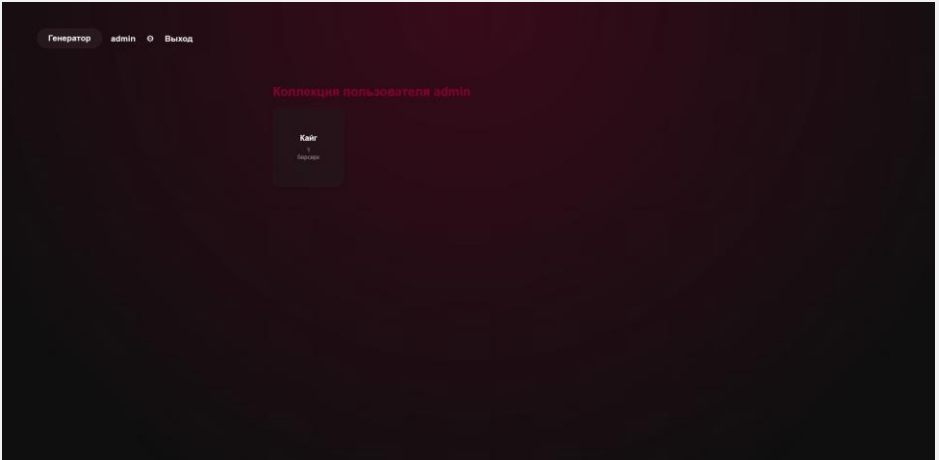 Генератор admin ⚙ Выход
Коллекция пользователя admin
Кайг
1
берсерк